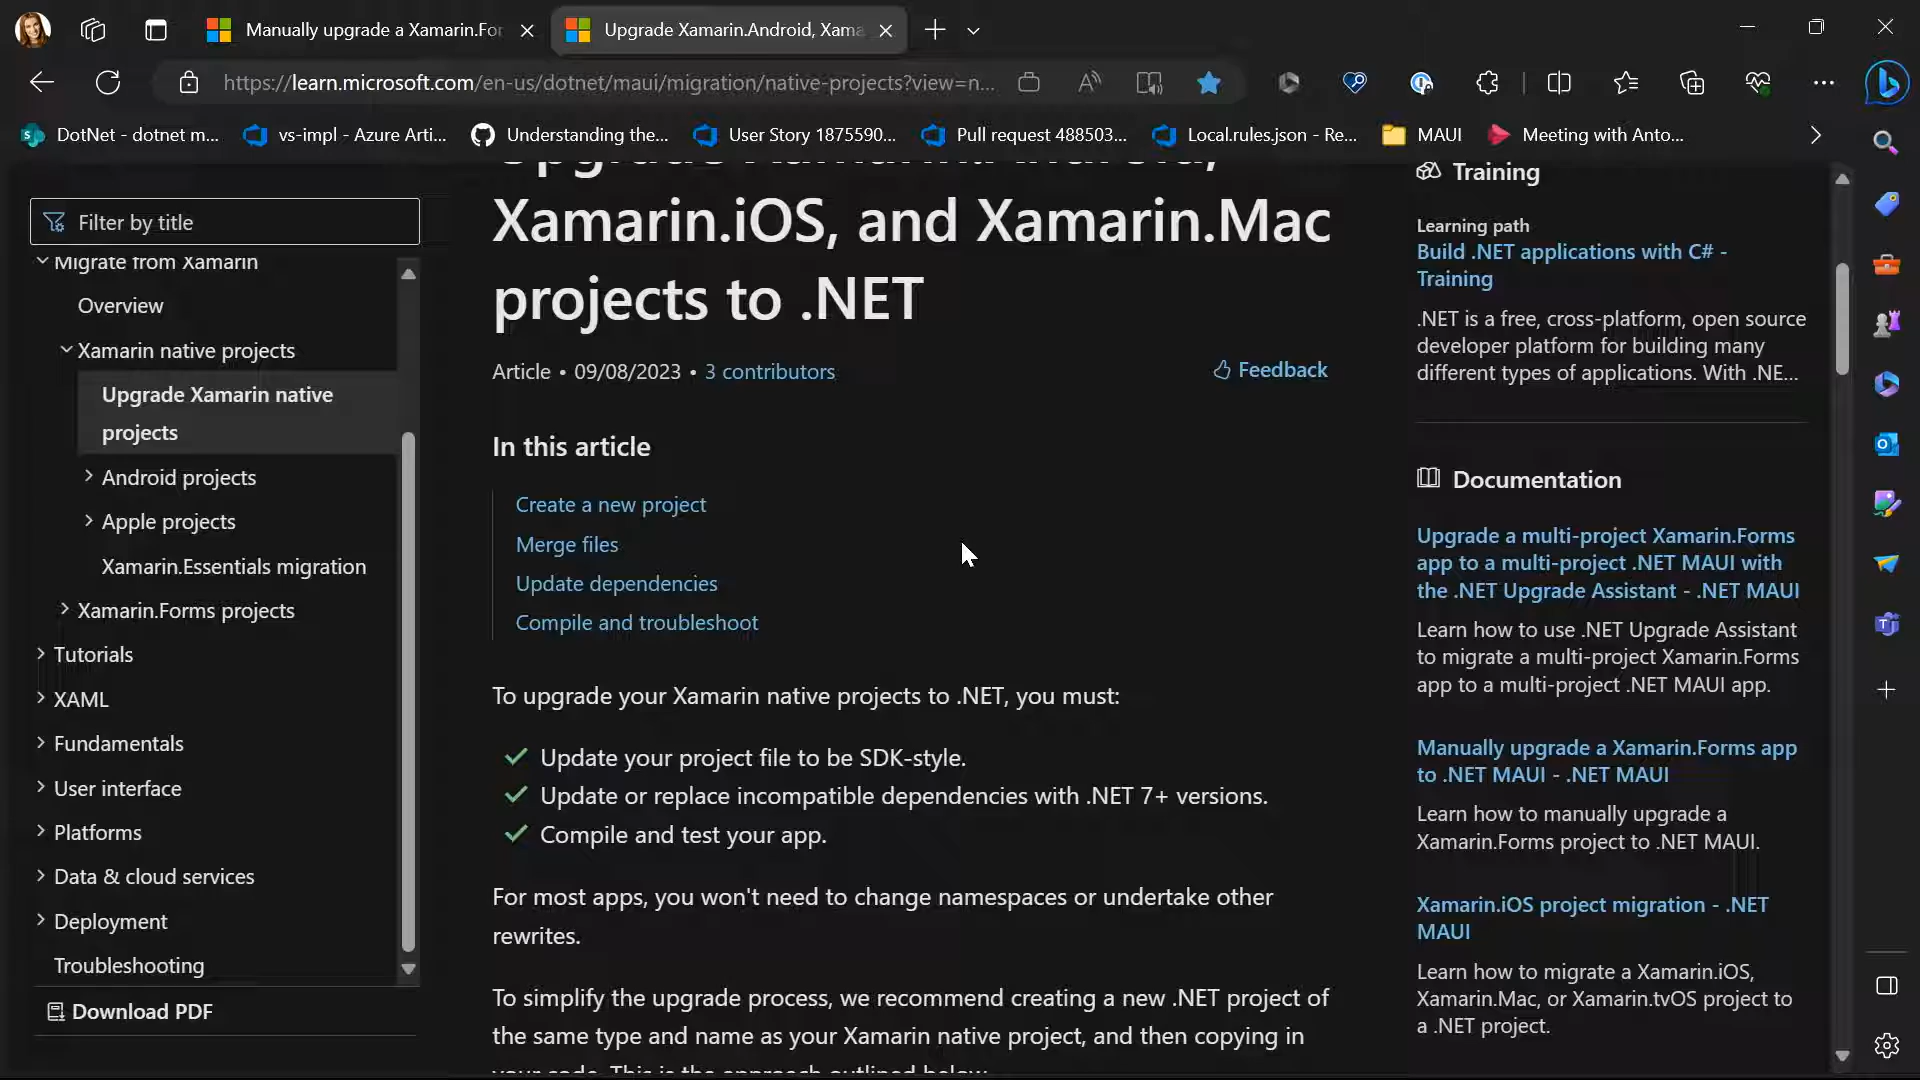 Manually upgrade a Xamarin.For
Upgrade Xamarin.Android, Xama
https://learn.microsoft.com/en-us/dotnet/maui/migration/native-projects?view=n...
DotNet - dotnet m...
vs-impl - Azure Arti...
Understanding the...
User Story 1875590...
Pull request 488503...
Local.rules.json - Re...
MAUI
Meeting with Anto...
Filter by title
Migrate from Xamarin
Overview
Xamarin native projects
Upgrade Xamarin native
projects
Android projects
Apple projects
Xamarin.Essentials migration
Xamarin.Forms projects
Tutorials
XAML
Fundamentals
User interface
Platforms
Data & cloud services
Deployment
Troubleshooting
Download PDF
Upgrade Xamarin.Android,
Xamarin.iOS, and Xamarin.Mac
projects to .NET
Article • 09/08/2023 • 3 contributors
Feedback
In this article
Create a new project
Merge files
Update dependencies
Compile and troubleshoot
To upgrade your Xamarin native projects to .NET, you must:
Update your project file to be SDK-style.
Update or replace incompatible dependencies with .NET 7+ versions.
Compile and test your app.
For most apps, you won't need to change namespaces or undertake other
rewrites.
To simplify the upgrade process, we recommend creating a new .NET project of
the same type and name as your Xamarin native project, and then copying in
your code. This is the approach outlined below.
Training
Learning path
Build .NET applications with C# -
Training
.NET is a free, cross-platform, open source
developer platform for building many
different types of applications. With .NE...
Documentation
Upgrade a multi-project Xamarin.Forms
app to a multi-project .NET MAUI with
the .NET Upgrade Assistant - .NET MAUI
Learn how to use .NET Upgrade Assistant
to migrate a multi-project Xamarin.Forms
app to a multi-project .NET MAUI app.
Manually upgrade a Xamarin.Forms app
to .NET MAUI - .NET MAUI
Learn how to manually upgrade a
Xamarin.Forms project to .NET MAUI.
Xamarin.iOS project migration - .NET
MAUI
Learn how to migrate a Xamarin.iOS,
Xamarin.Mac, or Xamarin.tvOS project to
a .NET project.